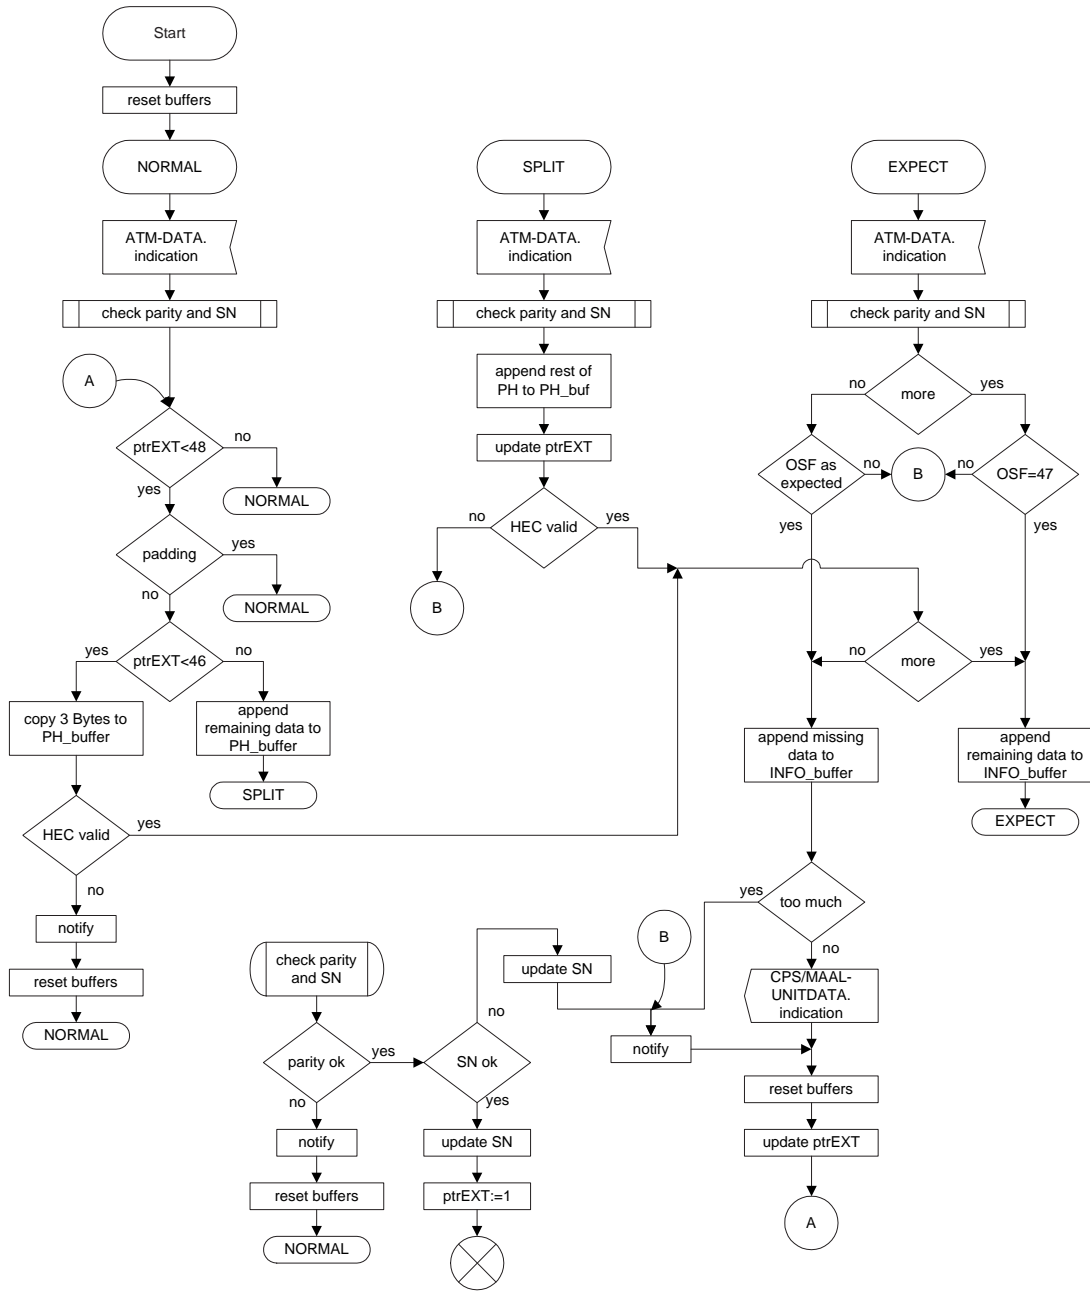 Start
reset buffers
NORMAL
ATM-DATA.
indication
check parity and SN
A
ptrEXT<48
no
NORMAL
yes
padding
yes
NORMAL
no
ptrEXT<46
yes
no
copy 3 Bytes to
PH_buffer
append
remaining data to
PH_buffer
SPLIT
HEC valid
yes
no
notify
reset buffers
NORMAL
SPLIT
ATM-DATA.
indication
check parity and SN
append rest of
PH to PH_buf
update ptrEXT
HEC valid
no
yes
B
EXPECT
ATM-DATA.
indication
check parity and SN
more
no
yes
OSF as
expected
no
B
no
OSF=47
yes
yes
more
no
yes
append missing
data to
INFO_buffer
append
remaining data to
INFO_buffer
EXPECT
too much
yes
no
CPS/MAAL-
UNITDATA.
indication
B
notify
reset buffers
update ptrEXT
A
check parity
and SN
parity ok
yes
no
notify
reset buffers
NORMAL
SN ok
no
update SN
yes
update SN
ptrEXT:=1